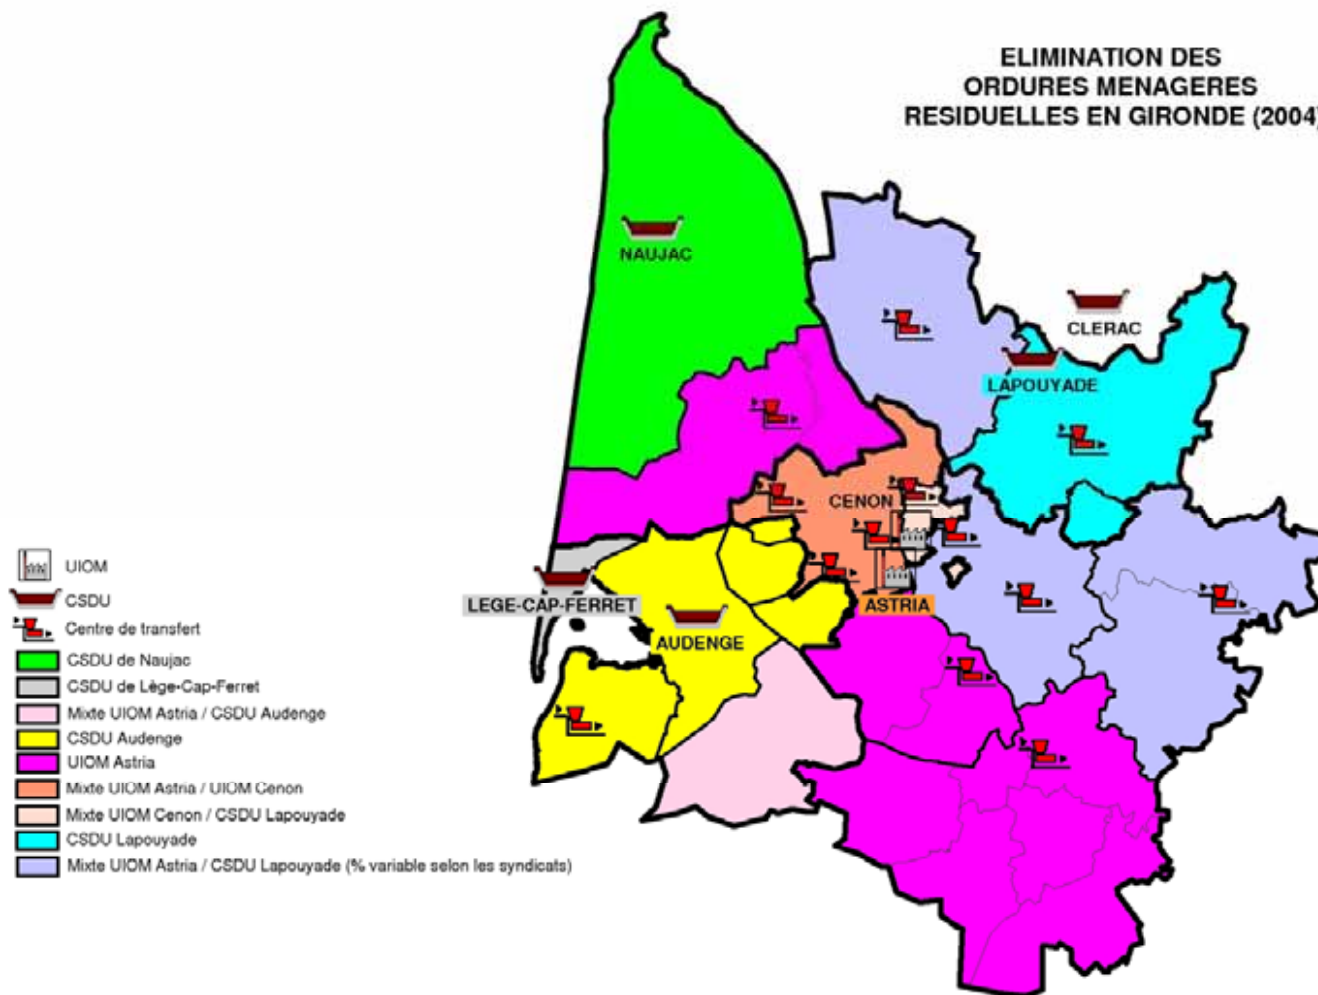 ELIMINATION DES
ORDURES MENAGERES
RESIDUELLES EN GIRONDE (2004)
NAUJAC
CLERAC
LAPOUYADE
CENON
ASTRIA
LEGE-CAP-FERRET
AUDENGE
UIOM
CSDU
Centre de transfert
CSDU de Naujac
CSDU de Lège-Cap-Ferret
Mixte UIOM Astria / CSDU Audenge
CSDU Audenge
UIOM Astria
Mixte UIOM Astria / UIOM Cenon
Mixte UIOM Cenon / CSDU Lapouyade
CSDU Lapouyade
Mixte UIOM Astria / CSDU Lapouyade (% variable selon les syndicats)